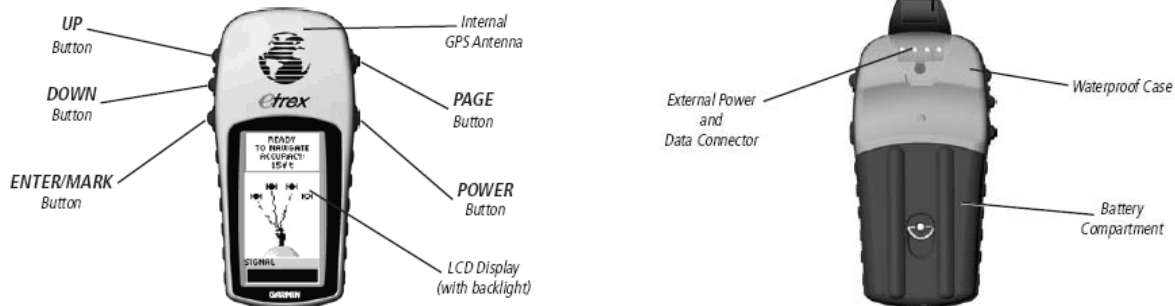 UP
Button
DOWN
Button
ENTER/MARK
Button
Internal
GPS Antenna
PAGE
Button
POWER
Button
LCD Display
(with backlight)
etrex
READY
TO NAVIGATE
ACCURACY:
15ft
SIGNAL
GARMIN
External Power
and
Data Connector
Waterproof Case
Battery
Compartment